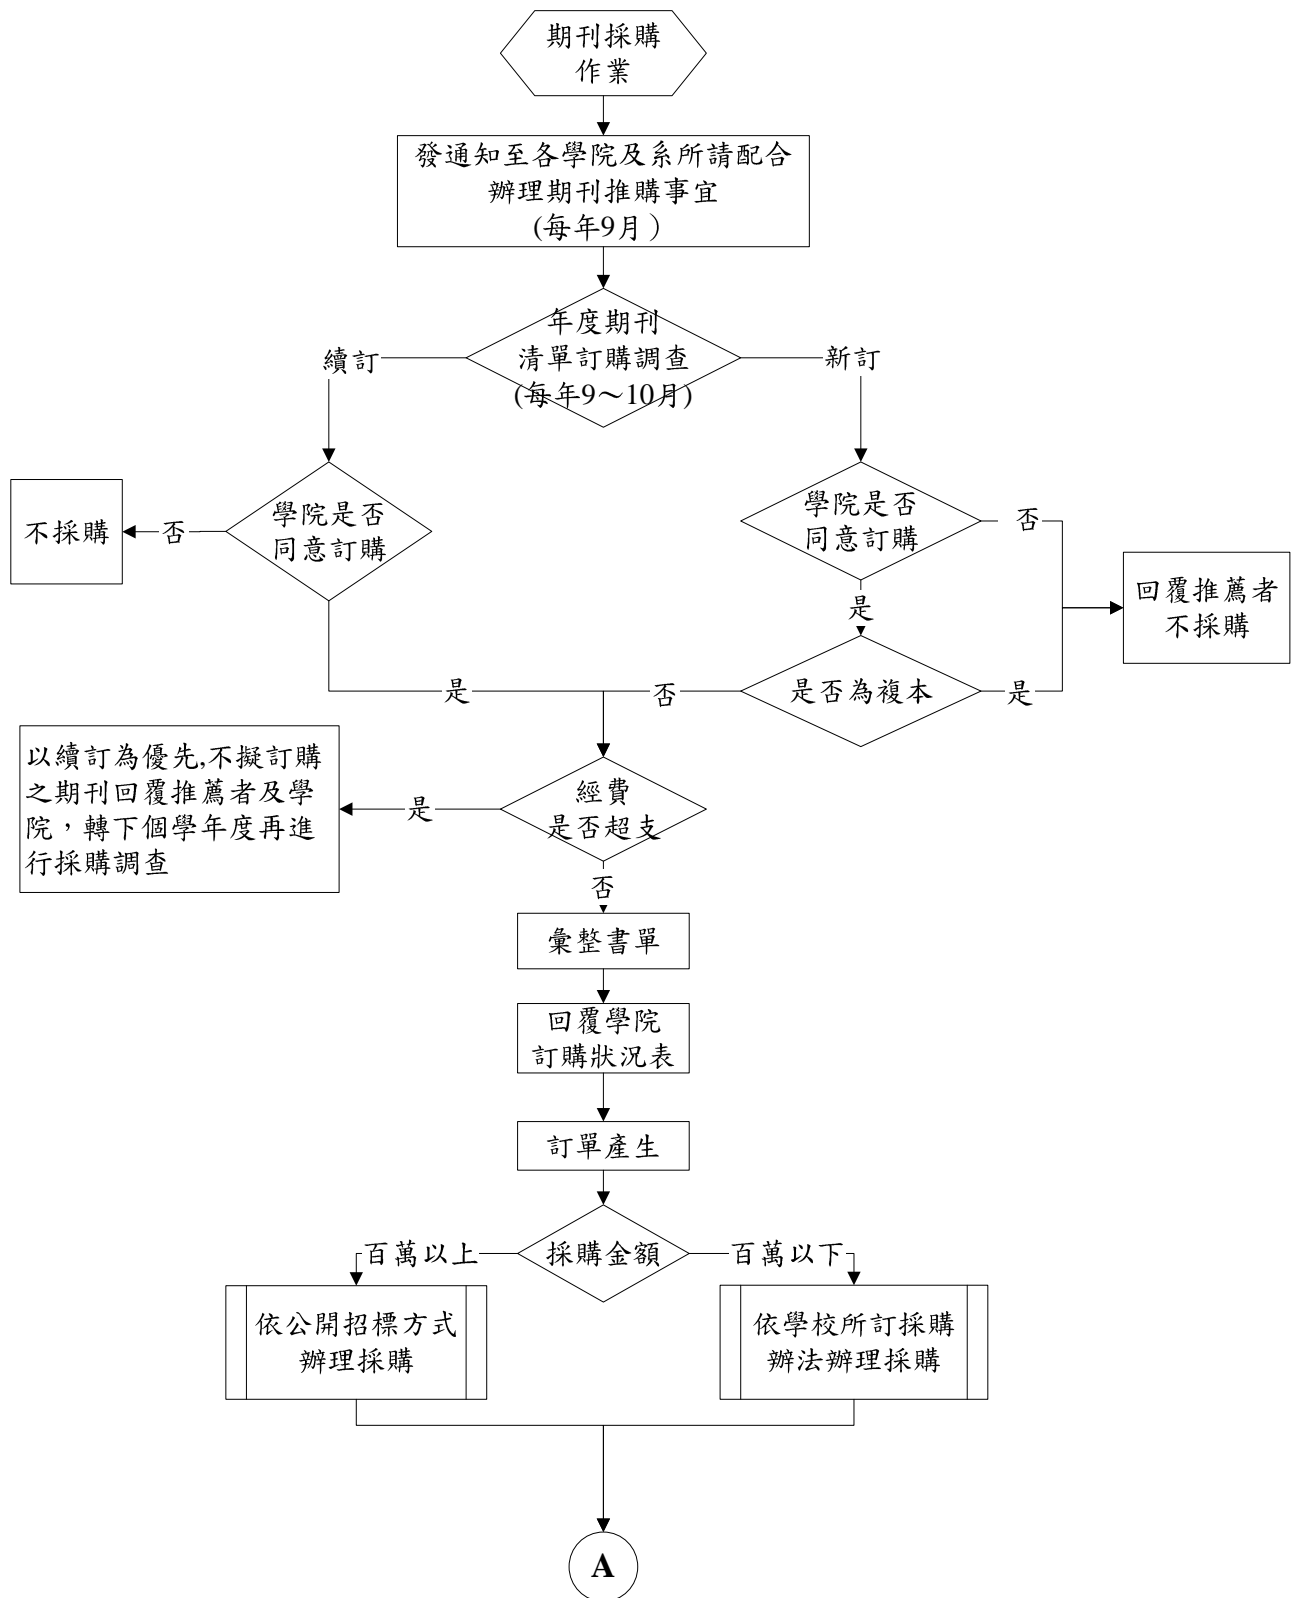 期刊採購
作業
發通知至各學院及系所請配合
辦理期刊推購事宜
(每年9月）
年度期刊
清單訂購調查
(每年9～10月)
續訂
新訂
學院是否
同意訂購
否
不採購
學院是否
同意訂購
否
是
回覆推薦者
不採購
是否為複本
是
否
是
經費
是否超支
是
以續訂為優先,不擬訂購
之期刊回覆推薦者及學
院，轉下個學年度再進
行採購調查
否
彙整書單
回覆學院
訂購狀況表
訂單產生
採購金額
百萬以上
百萬以下
依公開招標方式
辦理採購
依學校所訂採購
辦法辦理採購
A